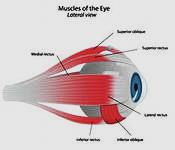 Muscles of the Eye
Lateral view
Superior oblique
Superior rectus
Medial rectus
Lateral rectus
Inferior rectus
Inferior oblique